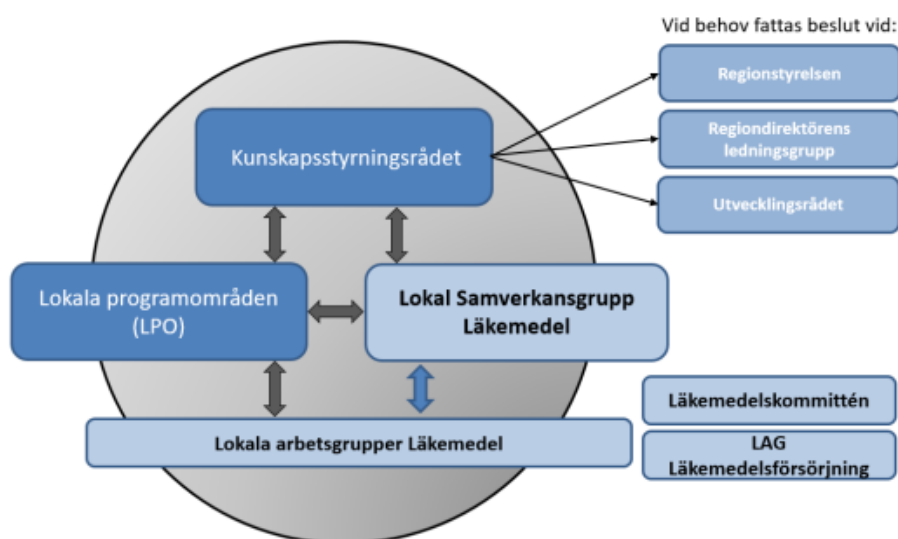 Vid behov fattas beslut vid:
Regionstyrelsen
Regiondirektörens
ledningsgrupp
Utvecklingsrådet
Kunskapsstyrningsrådet
Lokala programområden
(LPO)
Lokal Samverkansgrupp
Läkemedel
Lokala arbetsgrupper Läkemedel
Läkemedelskommittén
LAG
Läkemedelsförsörjning